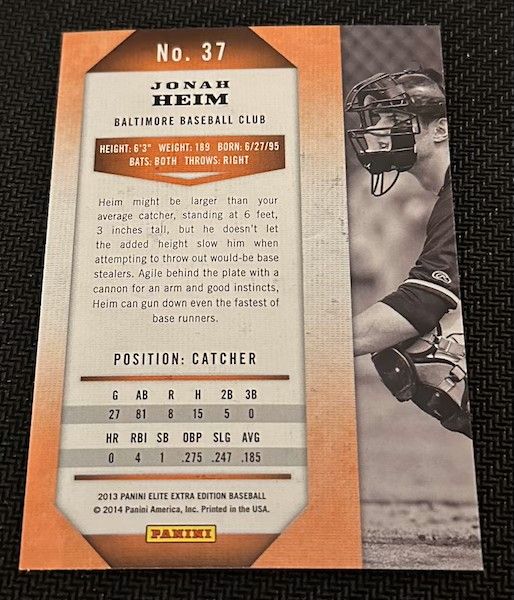 No. 37
JONAH
HEIM
BALTIMORE BASEBALL CLUB
HEIGHT: 6'3" WEIGHT: 189 BORN: 6/27/95
BATS: BOTH THROWS: RIGHT
Heim might be larger than your
average catcher, standing at 6 feet,
3 inches tall, but he doesn't let
the added height slow him when
attempting to throw out would-be base
stealers. Agile behind the plate with a
cannon for an arm and good instincts,
Heim can gun down even the fastest of
base runners.
POSITION: CATCHER
G AB R H 2B 3B
27 81 8 15 5 0
HR RBI SB OBP SLG AVG
0 4 1 .275 .247 .185
2013 PANINI ELITE EXTRA EDITION BASEBALL
© 2014 Panini America, Inc. Printed in the USA.
PANINI